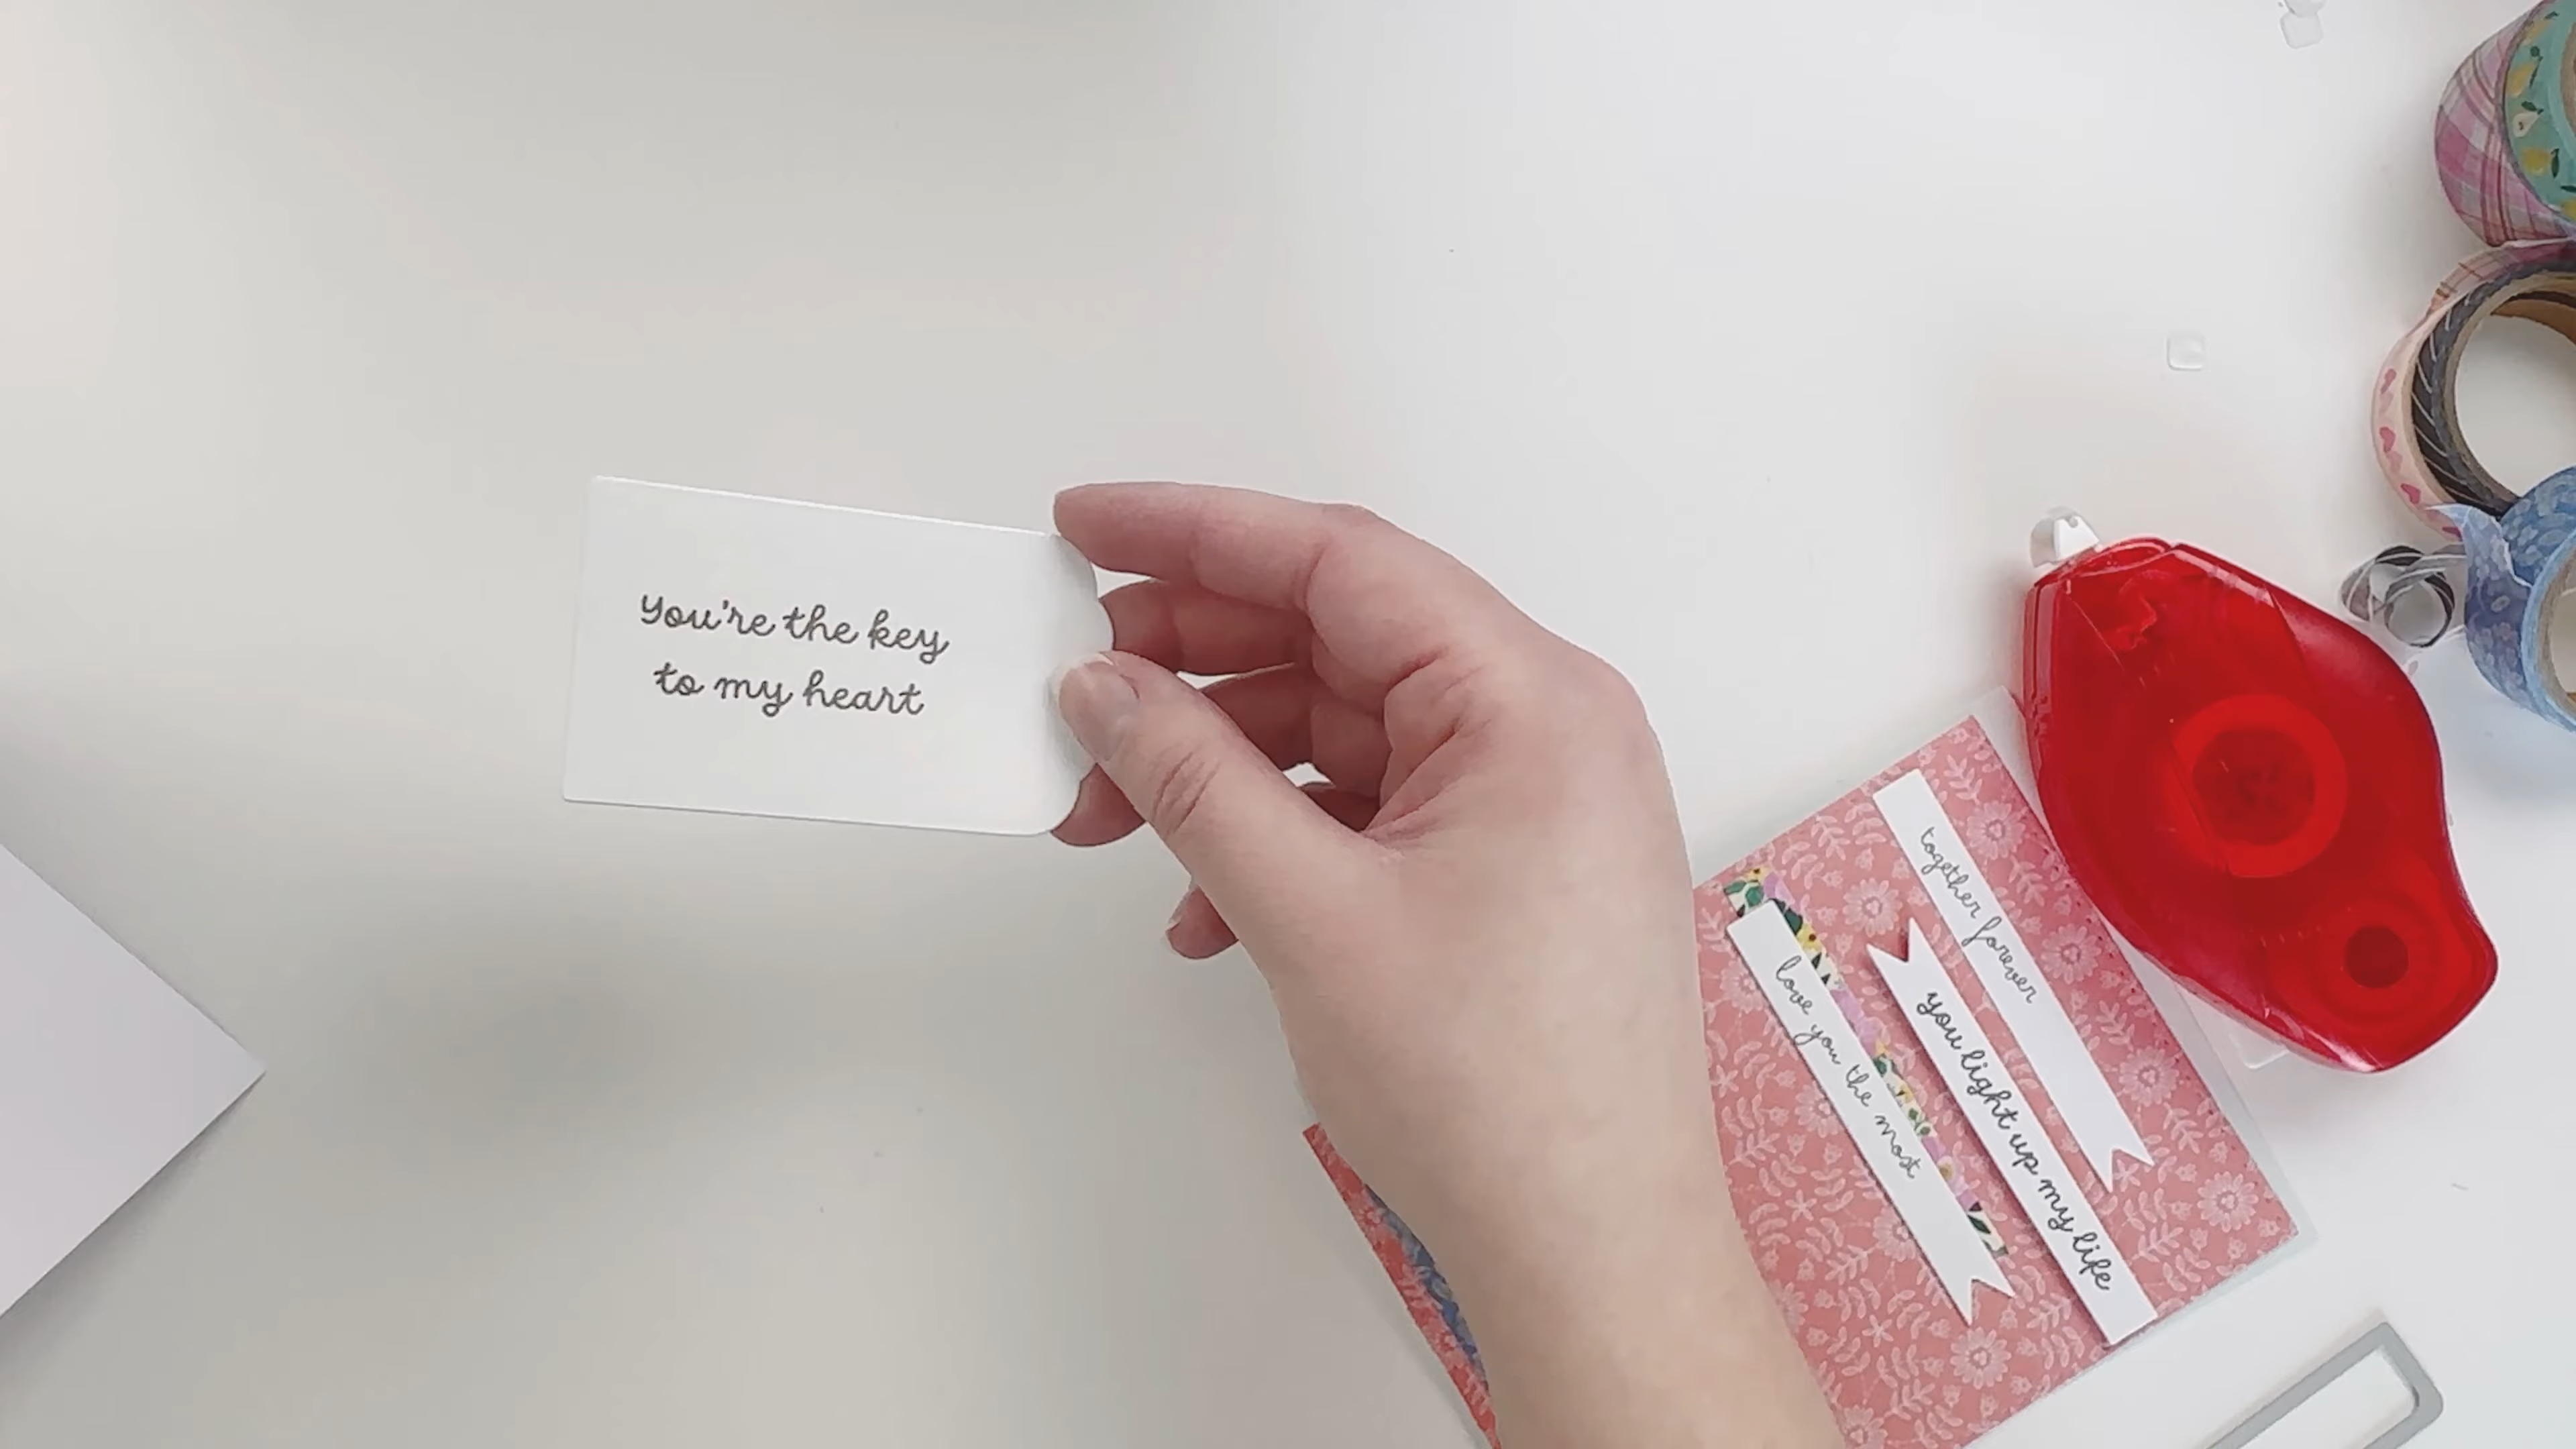 You're the key
to my heart
together forever
you light up my life
love you the most